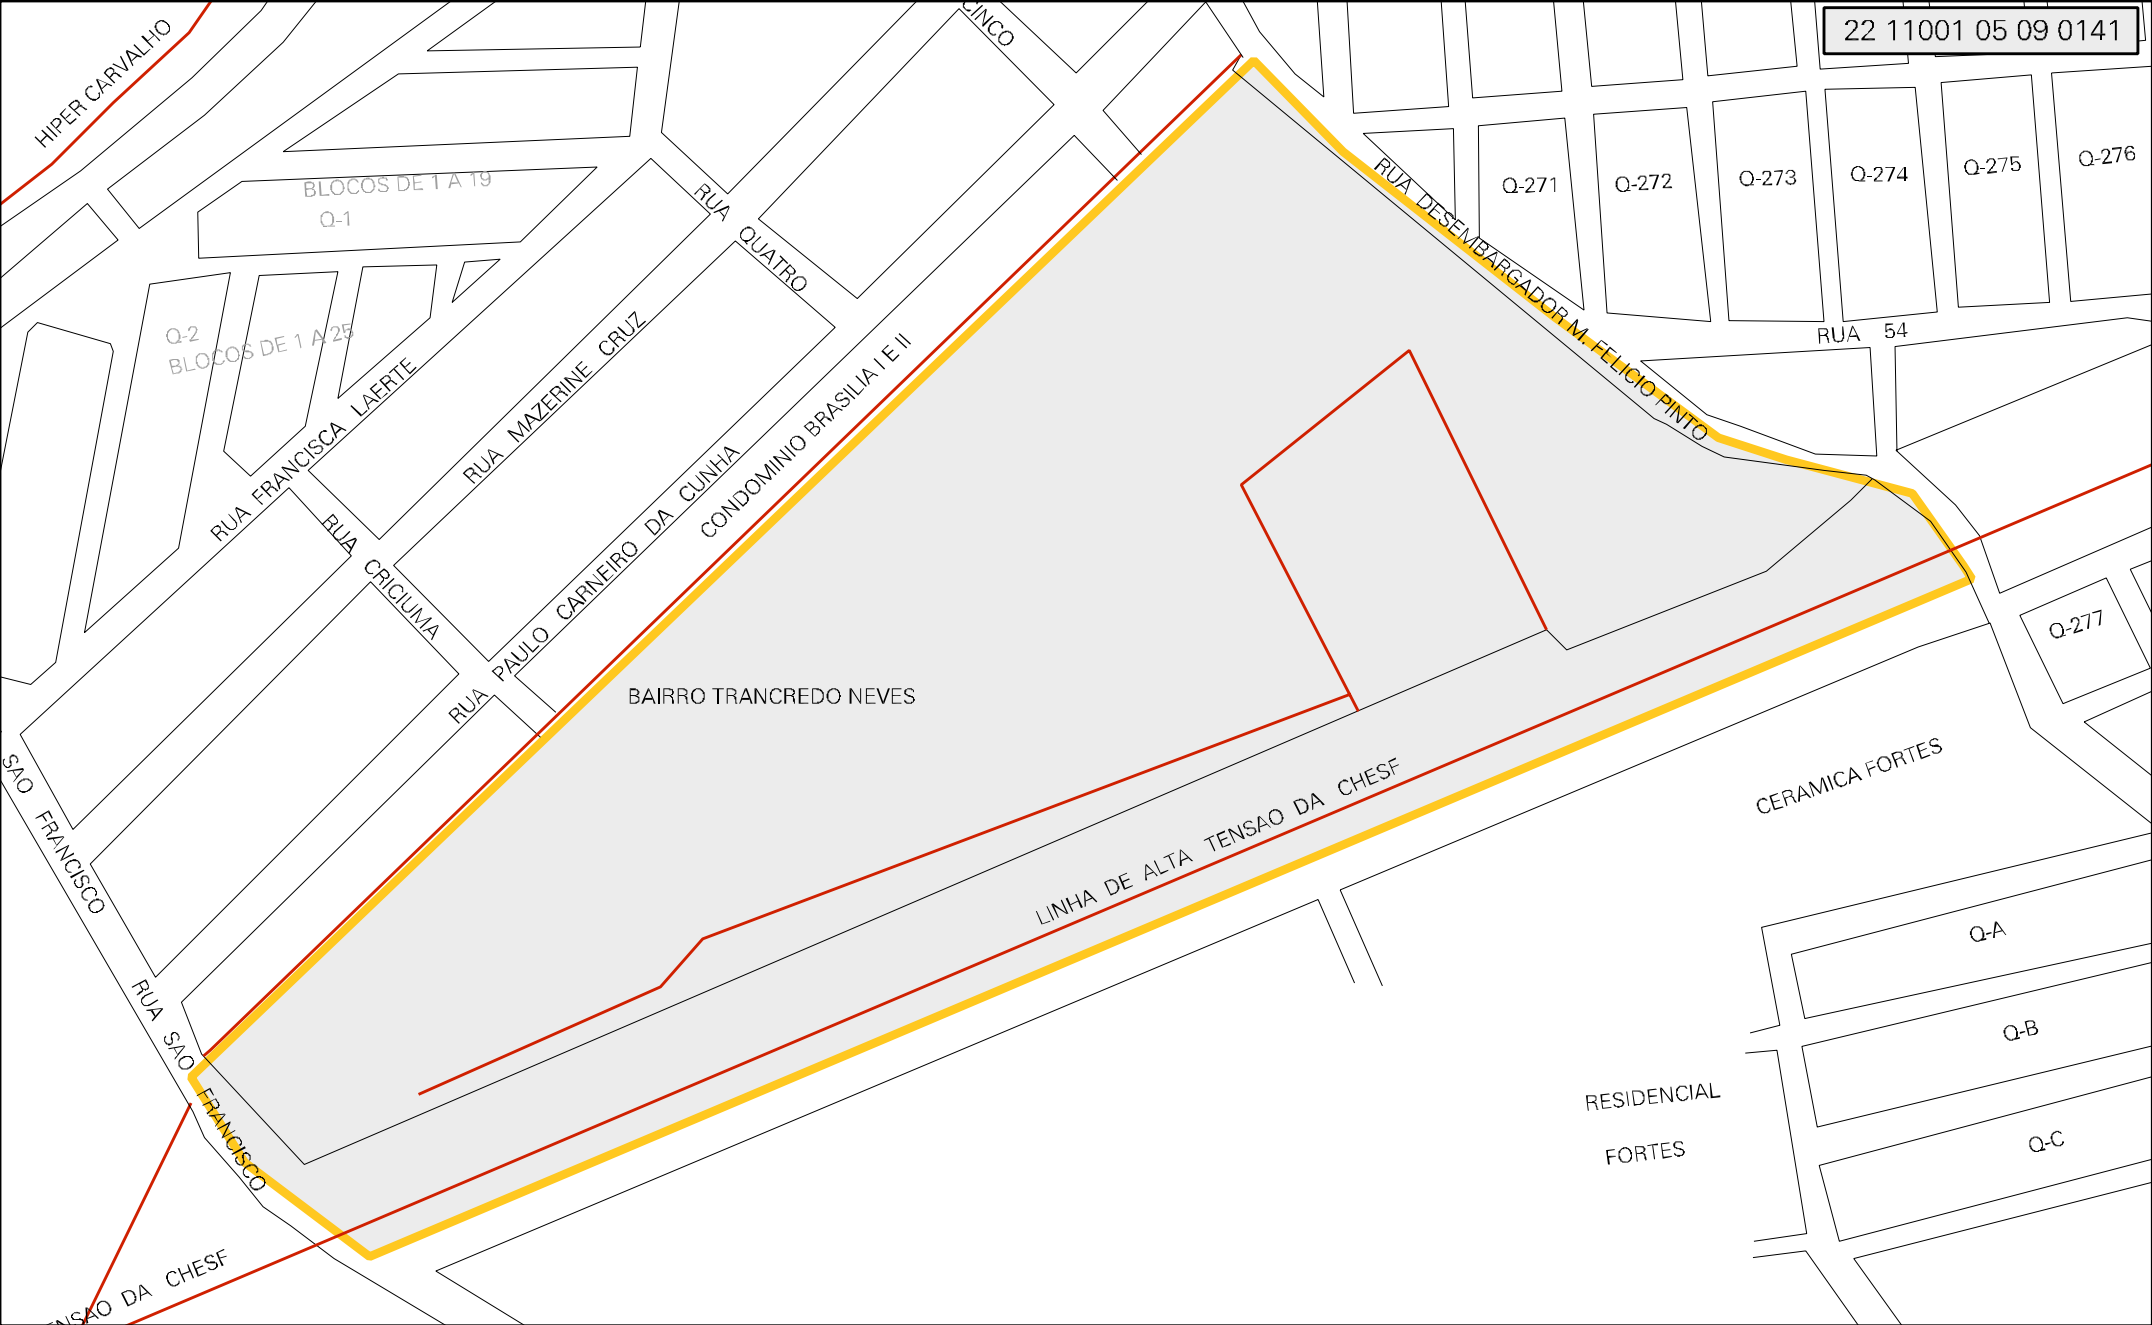 22 11001 05 09 0141
HIPER CARVALHO
CINCO
BLOCOS DE 1 A 19
Q-1
Q-2
BLOCOS DE 1 A 25
RUA QUATRO
RUA DESEMBARGADOR M. FELICIO PINTO
Q-271
Q-272
Q-273
Q-274
Q-275
Q-276
RUA 54
RUA FRANCISCA LAERTE
RUA MAZERINE CRUZ
CONDOMINIO BRASILIA I E II
RUA PAULO CARNEIRO DA CUNHA
RUA CRICIUMA
Q-277
BAIRRO TRANCREDO NEVES
SAO FRANCISCO
LINHA DE ALTA TENSAO DA CHESF
CERAMICA FORTES
Q-A
Q-B
Q-C
RUA SAO FRANCISCO
RESIDENCIAL
FORTES
ENSAO DA CHESF